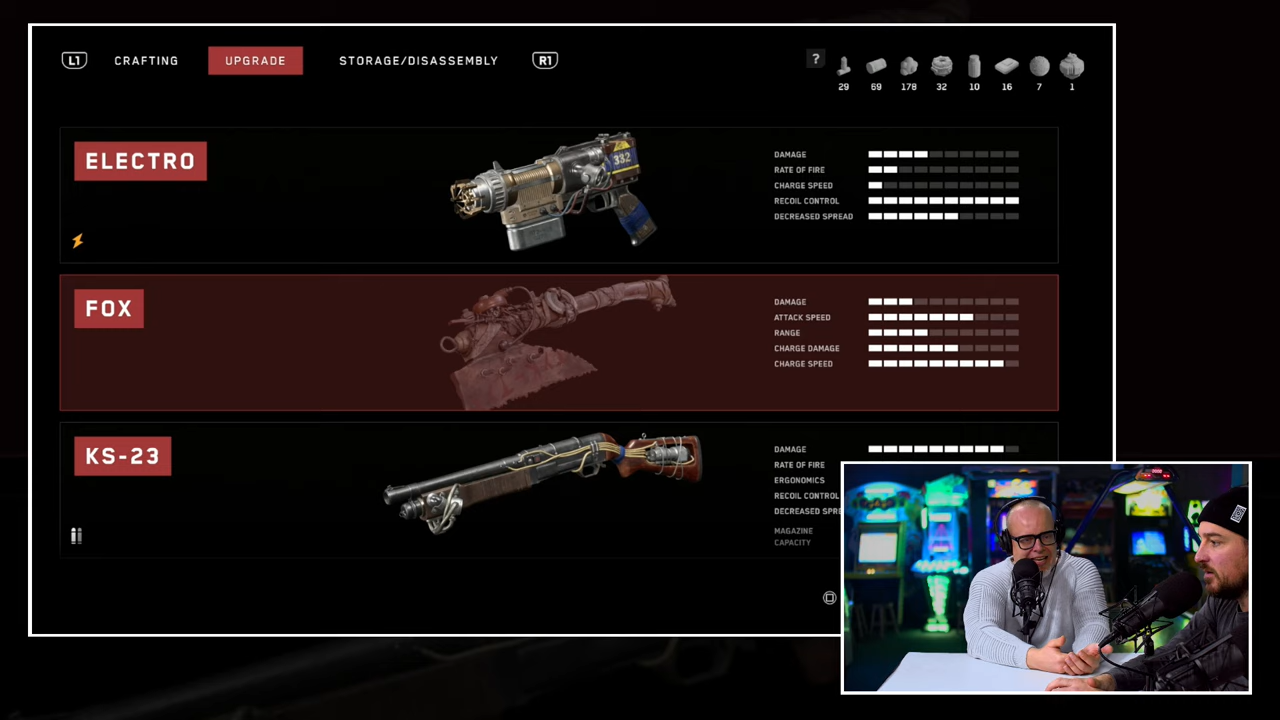 L1 CRAFTING UPGRADE STORAGE/DISASSEMBLY R1
?
29 69 178 32 10 16 7 1
ELECTRO
332
DAMAGE
RATE OF FIRE
CHARGE SPEED
RECOIL CONTROL
DECREASED SPREAD
FOX
DAMAGE
ATTACK SPEED
RANGE
CHARGE DAMAGE
CHARGE SPEED
KS-23
DAMAGE
RATE OF FIRE
ERGONOMICS
RECOIL CONTROL
DECREASED SPRE
MAGAZINE
CAPACITY